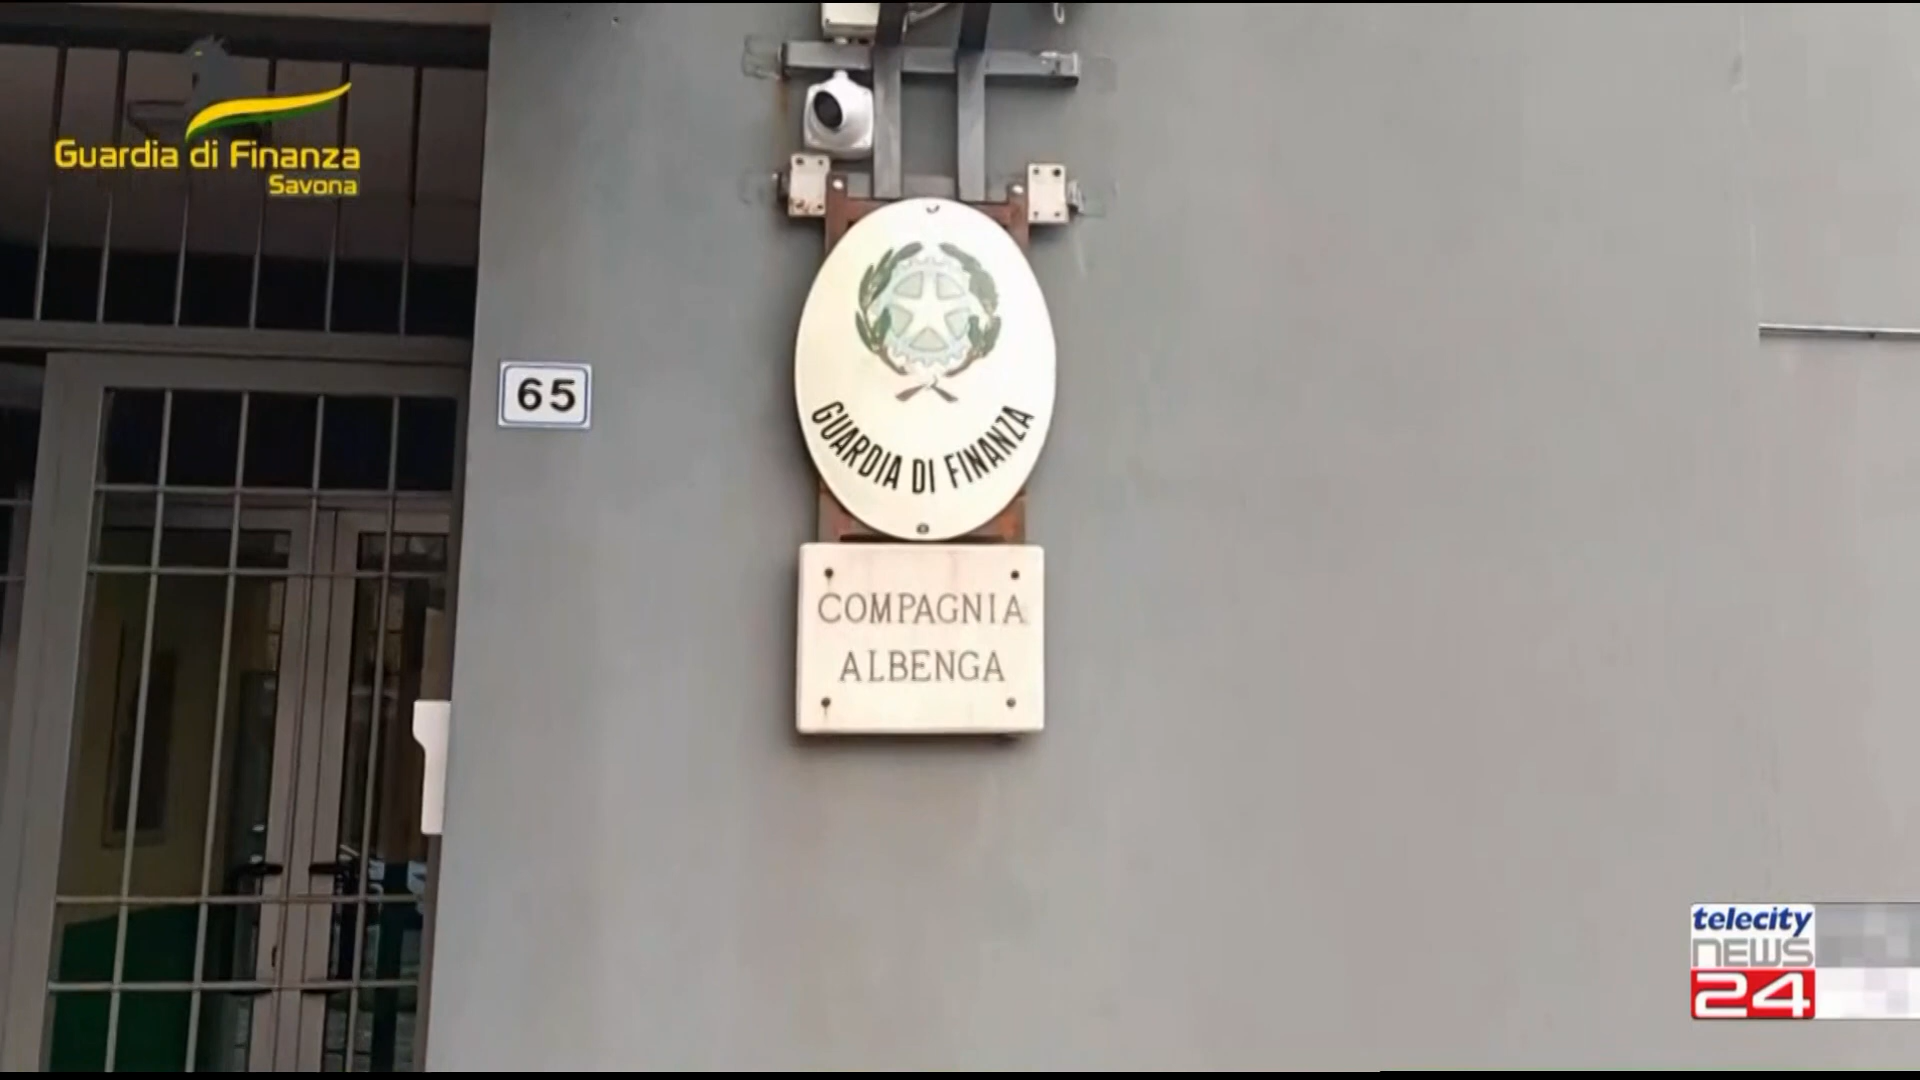 Guardia di Finanza
Savona
65
GUARDIA DI FINANZA
COMPAGNIA
ALBENGA
telecity
NEWS
24